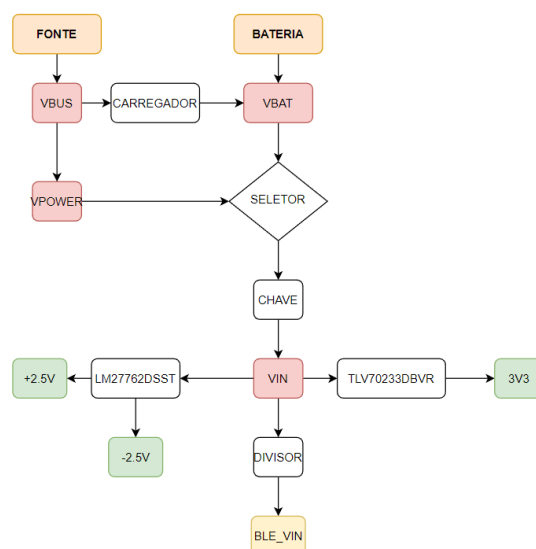 FONTE
BATERIA
VBUS
CARREGADOR
VBAT
VPOWER
SELETOR
CHAVE
+2.5V
LM27762DSST
VIN
TLV70233DBVR
3V3
-2.5V
DIVISOR
BLE_VIN